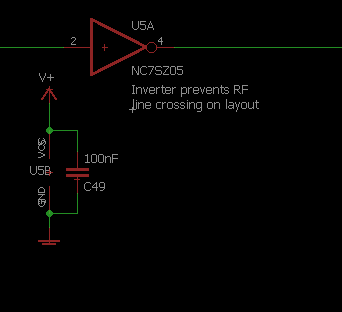 U5A
2
4
NC7SZ05
Inverter prevents RF
line crossing on layout
V+
VCC
100nF
U5B
C49
GND